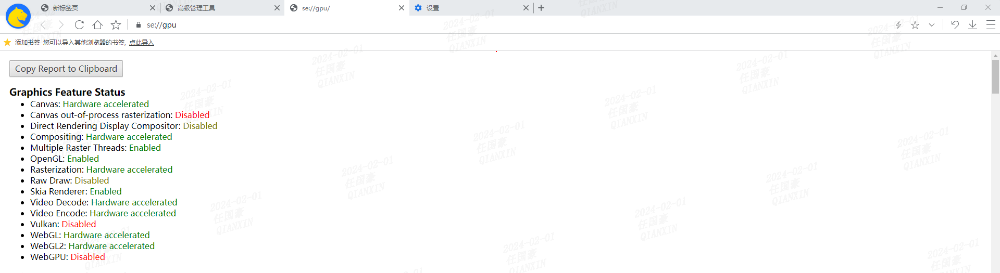 新标签页
高级管理工具
se://gpu/
设置
se://gpu
添加书签 您可以导入其他浏览器的书签, 点此导入
Copy Report to Clipboard
Graphics Feature Status
Canvas: Hardware accelerated
Canvas out-of-process rasterization: Disabled
Direct Rendering Display Compositor: Disabled
Compositing: Hardware accelerated
Multiple Raster Threads: Enabled
OpenGL: Enabled
Rasterization: Hardware accelerated
Raw Draw: Disabled
Skia Renderer: Enabled
Video Decode: Hardware accelerated
Video Encode: Hardware accelerated
Vulkan: Disabled
WebGL: Hardware accelerated
WebGL2: Hardware accelerated
WebGPU: Disabled
2024-02-01
任国豪
QIANXIN